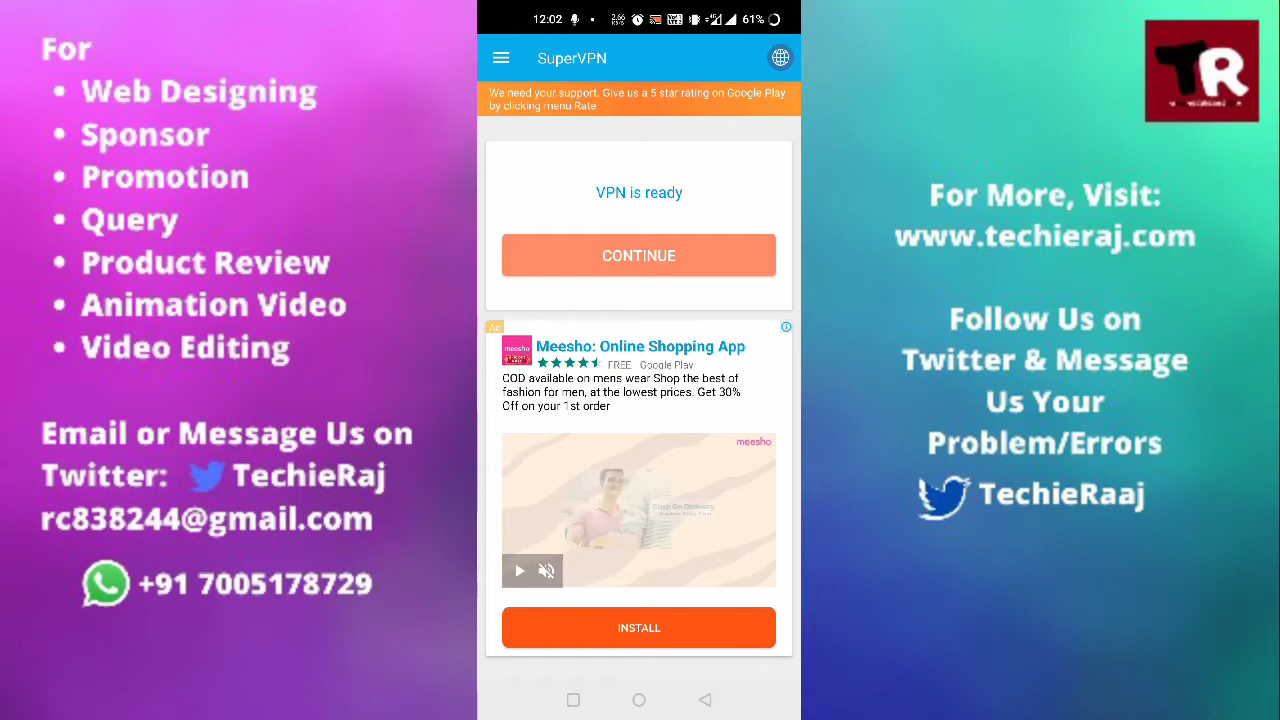 For
• Web Designing
• Sponsor
• Promotion
• Query
• Product Review
• Animation Video
• Video Editing
Email or Message Us on
Twitter: TechieRaj
rc838244@gmail.com
+91 7005178729
12:02
61%
SuperVPN
We need your support. Give us a 5 star rating on Google Play
by clicking menu Rate
VPN is ready
CONTINUE
Ad
meesho
Meesho: Online Shopping App
FREE Google Play
COD available on mens wear Shop the best of
fashion for men, at the lowest prices. Get 30%
Off on your 1st order
meesho
Cash On Delivery
INSTALL
TR
For More, Visit:
www.techieraj.com
Follow Us on
Twitter & Message
Us Your
Problem/Errors
TechieRaaj